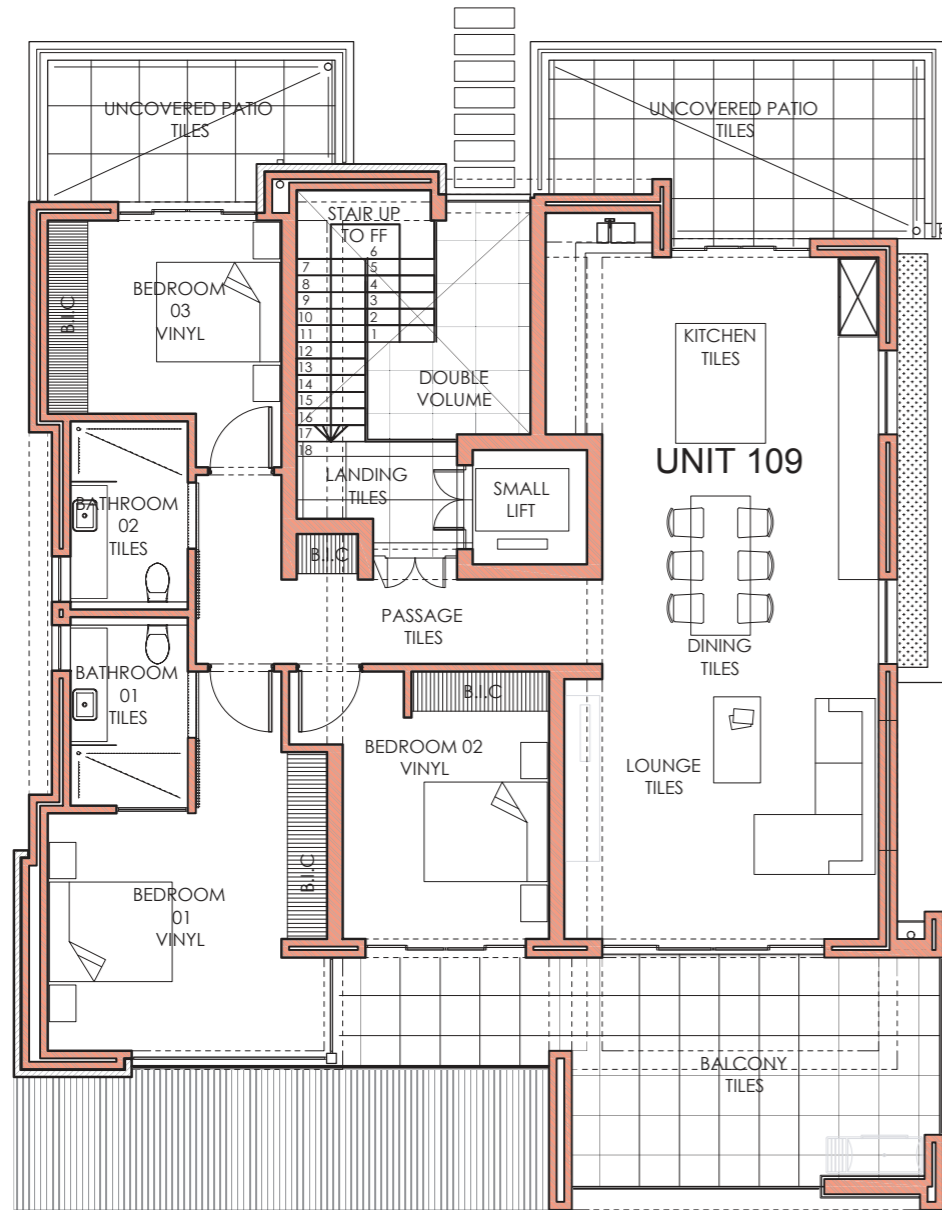 UNCOVERED PATIO
TILES
UNCOVERED PATIO
TILES
STAIR UP
TO FF
6
5
4
3
2
1
7
8
9
10
11
12
13
14
15
16
17
18
BEDROOM
03
VINYL
B.I.C
DOUBLE
VOLUME
KITCHEN
TILES
UNIT 109
LANDING
TILES
SMALL
LIFT
BATHROOM
02
TILES
B.I.C
PASSAGE
TILES
DINING
TILES
BATHROOM
01
TILES
B.I.C
BEDROOM 02
VINYL
LOUNGE
TILES
B.I.C
BEDROOM
01
VINYL
BALCONY
TILES